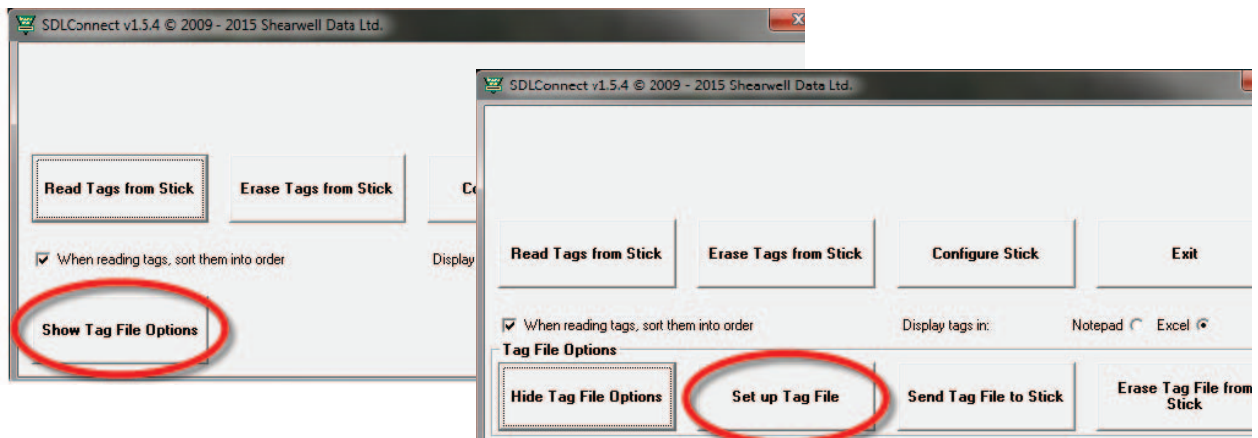 SDLConnect v1.5.4 © 2009 - 2015 Shearwell Data Ltd.
Read Tags from Stick
Erase Tags from Stick
When reading tags, sort them into order
Display
Show Tag File Options
SDLConnect v1.5.4 © 2009 - 2015 Shearwell Data Ltd.
Read Tags from Stick
Erase Tags from Stick
Configure Stick
Exit
When reading tags, sort them into order
Display tags in:
Notepad
Excel
Tag File Options
Hide Tag File Options
Set up Tag File
Send Tag File to Stick
Erase Tag File from
Stick